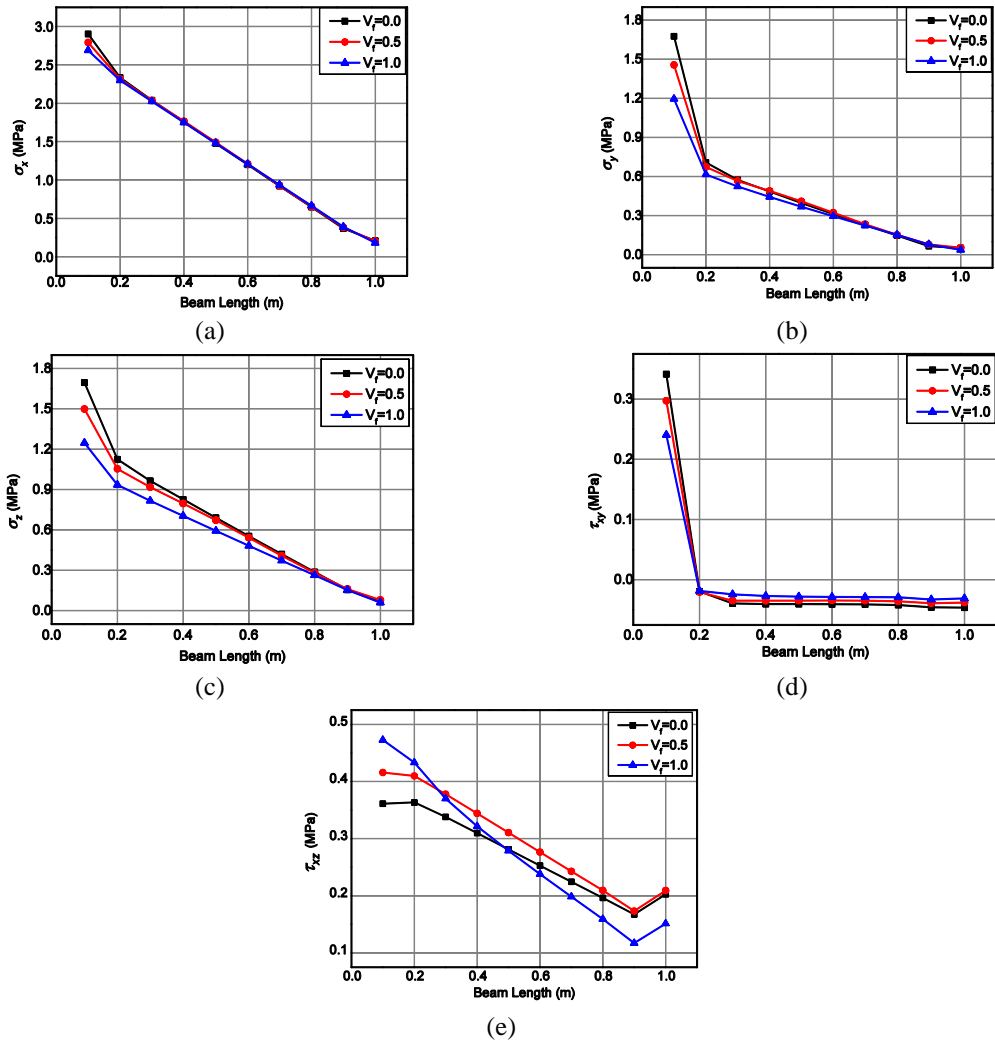 3.0
2.5
2.0
1.5
1.0
0.5
0.0
σx (MPa)
0.0 0.2 0.4 0.6 0.8 1.0
Beam Length (m)
Vf=0.0
Vf=0.5
Vf=1.0
(a)
1.8
1.5
1.2
0.9
0.6
0.3
0.0
σy (MPa)
0.0 0.2 0.4 0.6 0.8 1.0
Beam Length (m)
Vf=0.0
Vf=0.5
Vf=1.0
(b)
1.8
1.5
1.2
0.9
0.6
0.3
0.0
σz (MPa)
0.0 0.2 0.4 0.6 0.8 1.0
Beam Length (m)
Vf=0.0
Vf=0.5
Vf=1.0
(c)
0.3
0.2
0.1
0.0
τxy (MPa)
0.0 0.2 0.4 0.6 0.8 1.0
Beam Length (m)
Vf=0.0
Vf=0.5
Vf=1.0
(d)
0.5
0.4
0.3
0.2
0.1
τxz (MPa)
0.0 0.2 0.4 0.6 0.8 1.0
Beam Length (m)
Vf=0.0
Vf=0.5
Vf=1.0
(e)